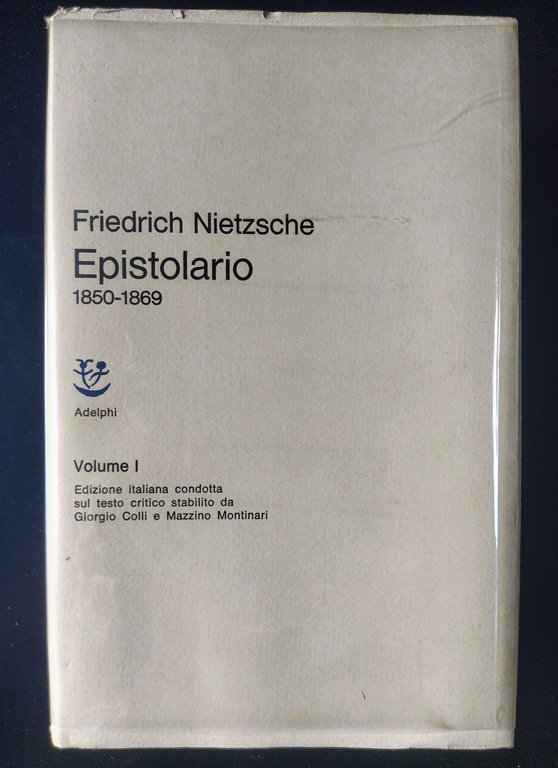 Friedrich Nietzsche
Epistolario
1850-1869
Adelphi
Volume I
Edizione italiana condotta
sul testo critico stabilito da
Giorgio Colli e Mazzino Montinari